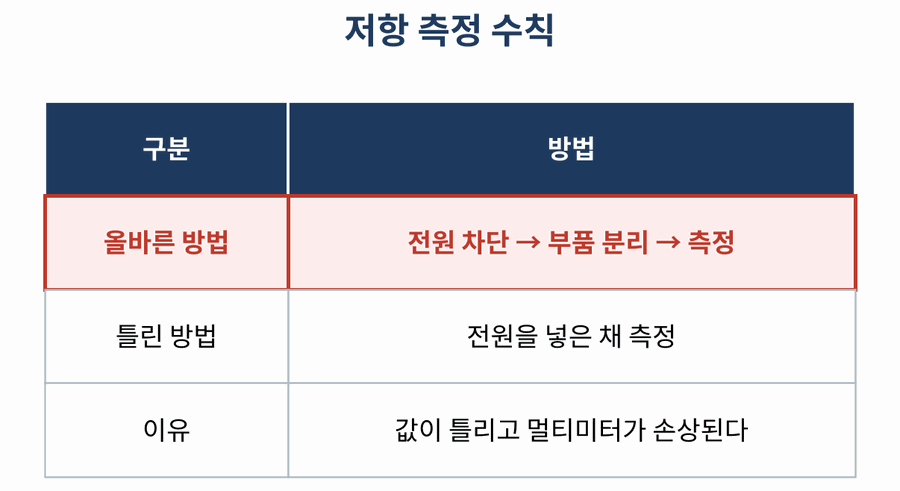 저항 측정 수칙
구분 방법
올바른 방법 전원 차단 → 부품 분리 → 측정
틀린 방법 전원을 넣은 채 측정
이유 값이 틀리고 멀티미터가 손상된다